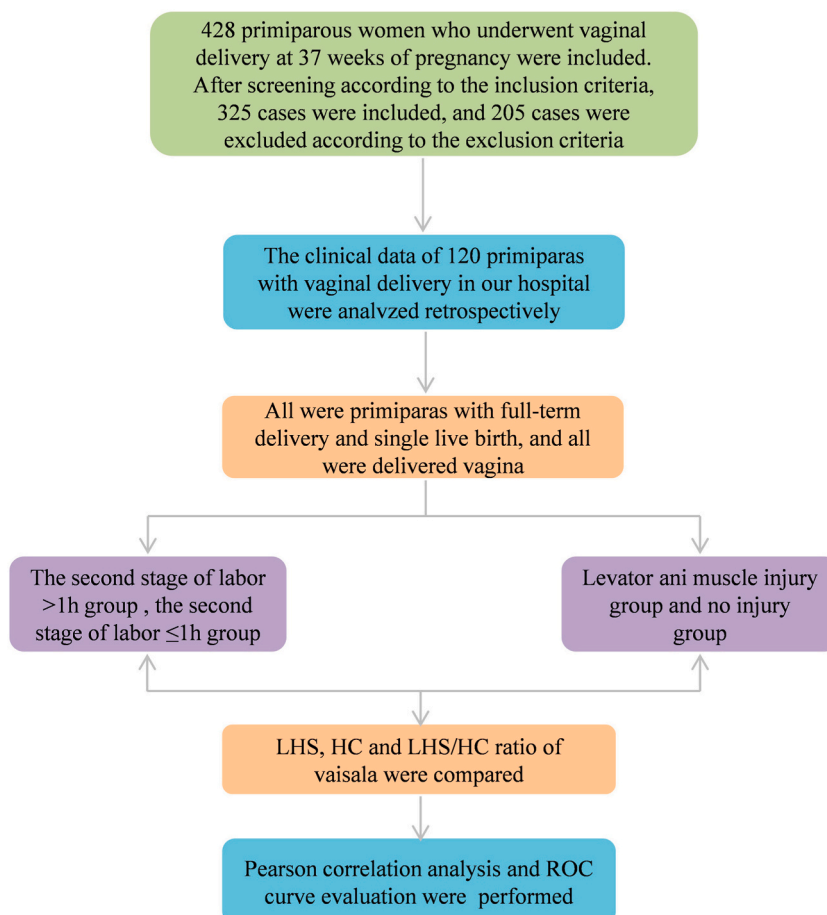 428 primiparous women who underwent vaginal
delivery at 37 weeks of pregnancy were included.
After screening according to the inclusion criteria,
325 cases were included, and 205 cases were
excluded according to the exclusion criteria
The clinical data of 120 primiparas
with vaginal delivery in our hospital
were analvzed retrospectively
All were primiparas with full-term
delivery and single live birth, and all
were delivered vagina
The second stage of labor
>1h group , the second
stage of labor ≤1h group
Levator ani muscle injury
group and no injury
group
LHS, HC and LHS/HC ratio of
vaisala were compared
Pearson correlation analysis and ROC
curve evaluation were performed